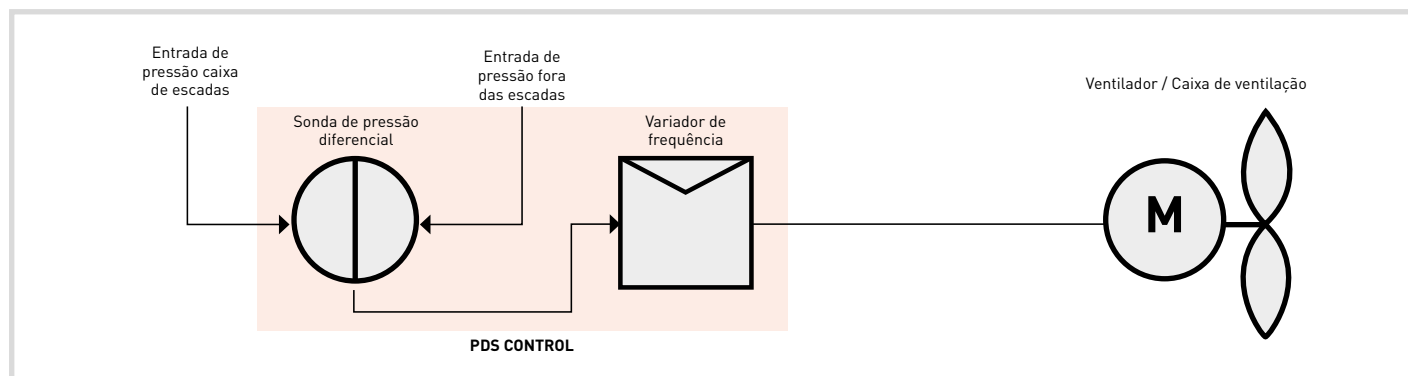 Entrada de
pressão caixa
de escadas
Entrada de
pressão fora
das escadas
Sonda de pressão
diferencial
Variador de
frequência
Ventilador / Caixa de ventilação
M
PDS CONTROL